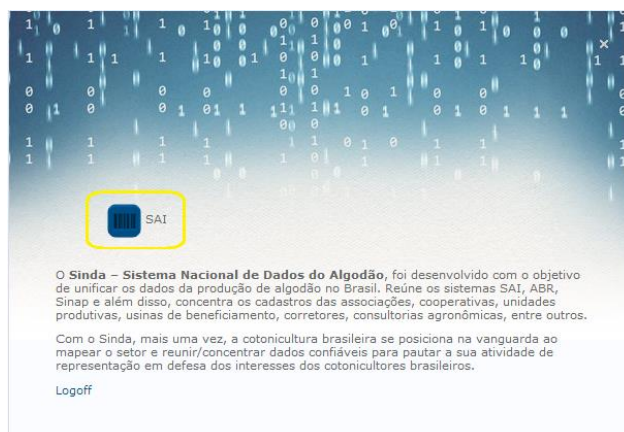 SAI
O Sinda – Sistema Nacional de Dados do Algodão, foi desenvolvido com o objetivo
de unificar os dados da produção de algodão no Brasil. Reúne os sistemas SAI, ABR,
Sinap e além disso, concentra os cadastros das associações, cooperativas, unidades
produtivas, usinas de beneficiamento, corretores, consultorias agronômicas, entre outros.
Com o Sinda, mais uma vez, a cotonicultura brasileira se posiciona na vanguarda ao
mapear o setor e reunir/concentrar dados confiáveis para pautar a sua atividade de
representação em defesa dos interesses dos cotonicultores brasileiros.
Logoff